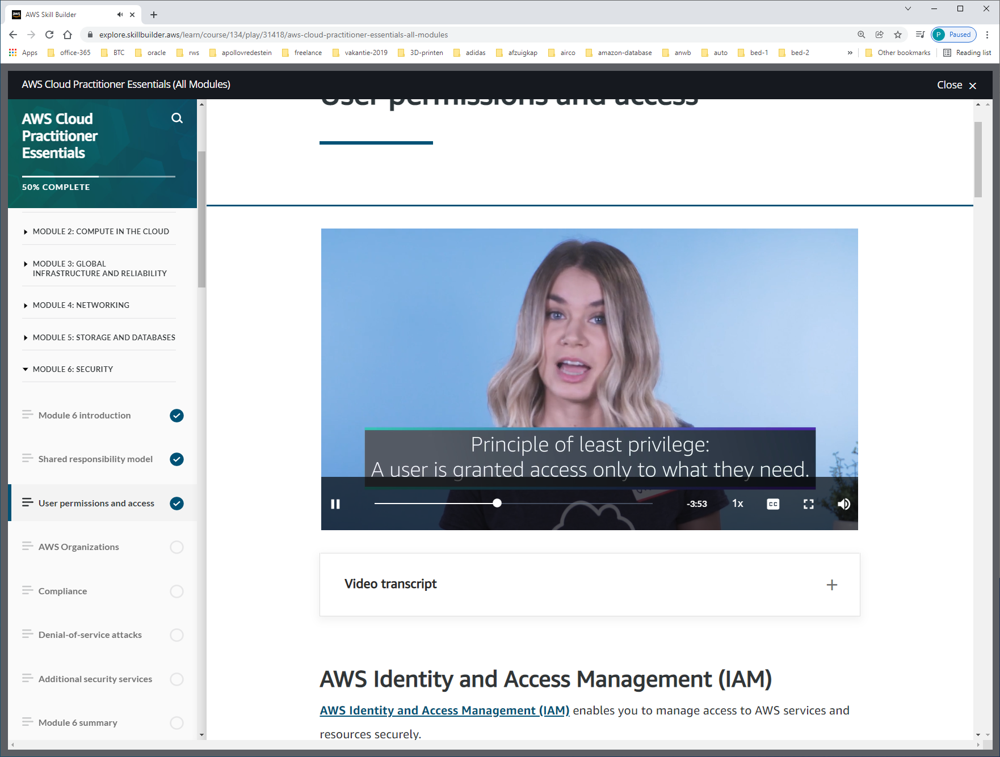 AWS Skill Builder
explore.skillbuilder.aws/learn/course/134/play/31418/aws-cloud-practitioner-essentials-all-modules
P Paused
Apps office-365 BTC oracle rws apollovredestein freelance vakantie-2019 3D-printen adidas afzuigkap airco amazon-database anwb auto bed-1 bed-2 » Other bookmarks Reading list
AWS Cloud Practitioner Essentials (All Modules)
Close
AWS Cloud
Practitioner
Essentials
50% COMPLETE
MODULE 2: COMPUTE IN THE CLOUD
MODULE 3: GLOBAL
INFRASTRUCTURE AND RELIABILITY
MODULE 4: NETWORKING
MODULE 5: STORAGE AND DATABASES
MODULE 6: SECURITY
Module 6 introduction
Shared responsibility model
User permissions and access
AWS Organizations
Compliance
Denial-of-service attacks
Additional security services
Module 6 summary
User permissions and access
Principle of least privilege:
A user is granted access only to what they need.
-3:53 1x CC
Video transcript
AWS Identity and Access Management (IAM)
AWS Identity and Access Management (IAM) enables you to manage access to AWS services and
resources securely.